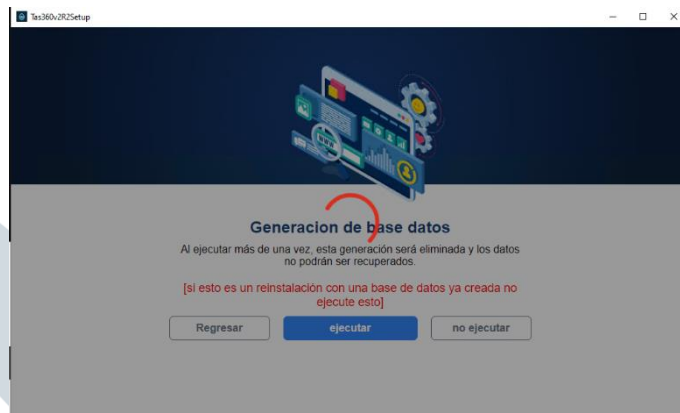 Tas360v2R2Setup
Generacion de base datos
Al ejecutar más de una vez, esta generación será eliminada y los datos
no podrán ser recuperados.
[si esto es un reinstalación con una base de datos ya creada no
ejecute esto]
Regresar
ejecutar
no ejecutar